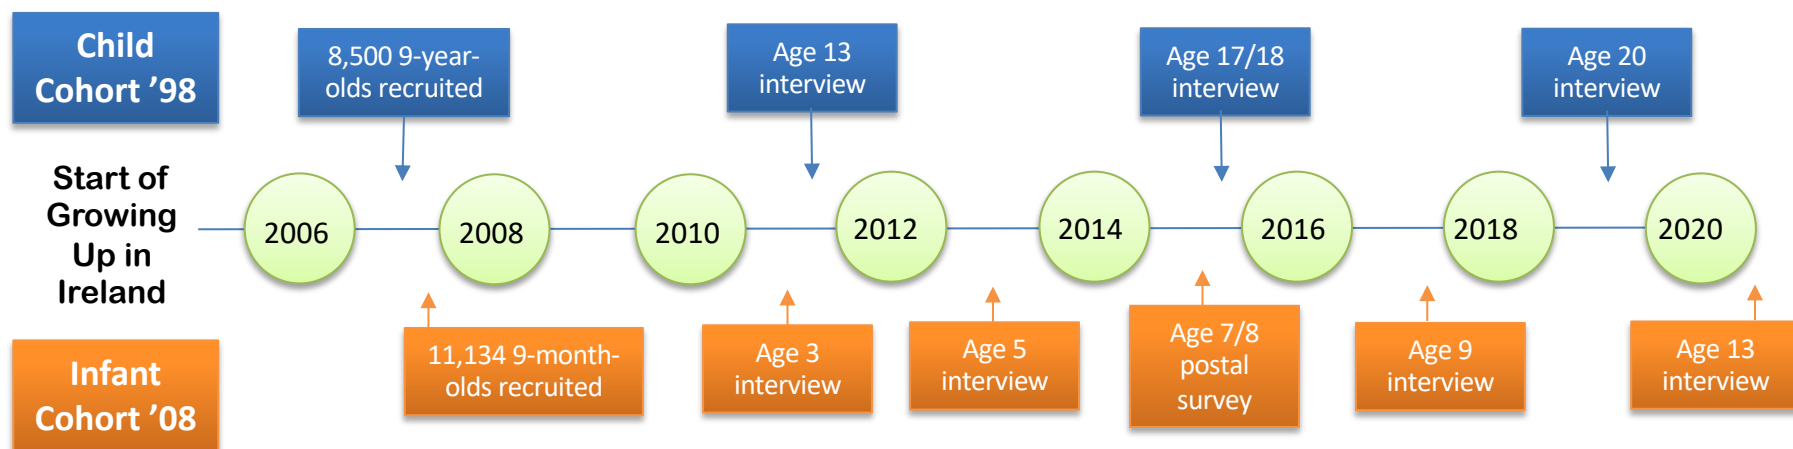 Child
Cohort ’98
8,500 9-year-
olds recruited
Age 13
interview
Age 17/18
interview
Age 20
interview
Start of
Growing
Up in
Ireland
2006
2008
2010
2012
2014
2016
2018
2020
Infant
Cohort ’08
11,134 9-month-
olds recruited
Age 3
interview
Age 5
interview
Age 7/8
postal
survey
Age 9
interview
Age 13
interview